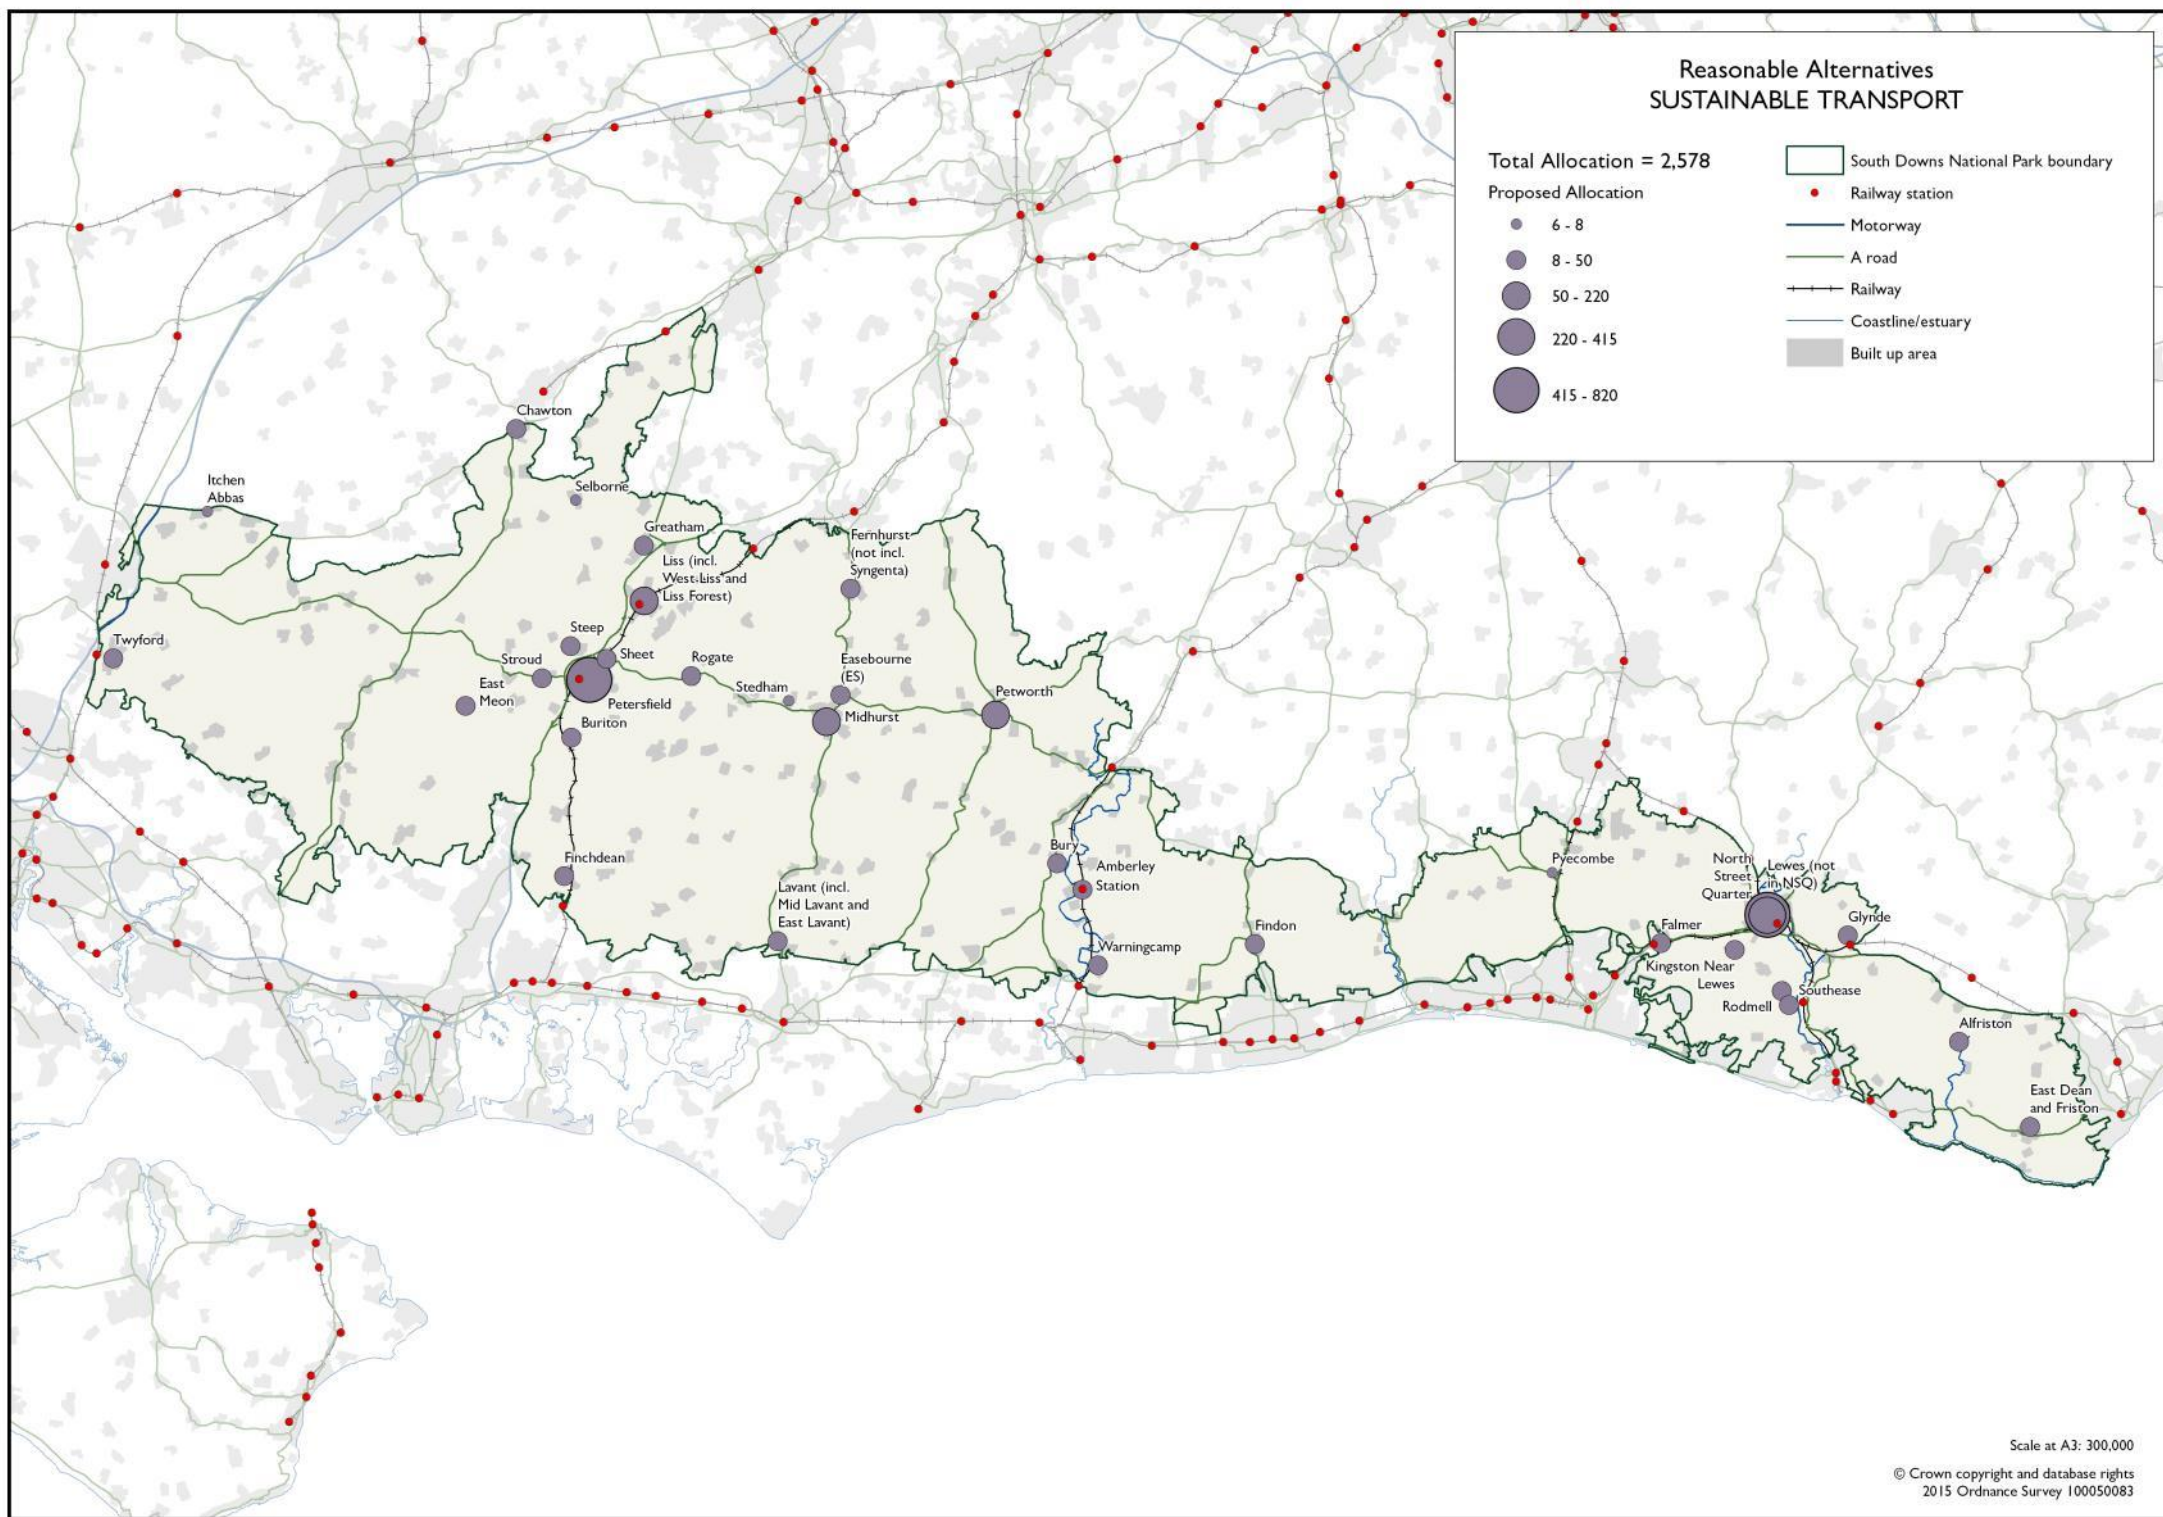 Reasonable Alternatives
SUSTAINABLE TRANSPORT
Total Allocation = 2,578
Proposed Allocation
6 - 8
8 - 50
50 - 220
220 - 415
415 - 820
South Downs National Park boundary
Railway station
Motorway
A road
Railway
Coastline/estuary
Built up area
Chawton
Itchen
Abbas
Selborne
Greatham
Liss (incl.
West Liss and
Liss Forest)
Fernhurst
(not incl.
Syngenta)
Twyford
Steep
Stroud
Sheet
Rogate
East
Meon
Petersfield
Buriton
Stedham
Easebourne
(ES)
Midhurst
Petworth
Finchdean
Lavant (incl.
Mid Lavant and
East Lavant)
Bury
Amberley
Station
Warningcamp
Findon
Pyecombe
North
Street
Quarter
Lewes (not
in NSQ)
Falmer
Glynde
Kingston Near
Lewes
Southease
Rodmell
Alfriston
East Dean
and Friston
Scale at A3: 300,000
© Crown copyright and database rights
2015 Ordnance Survey 100050083